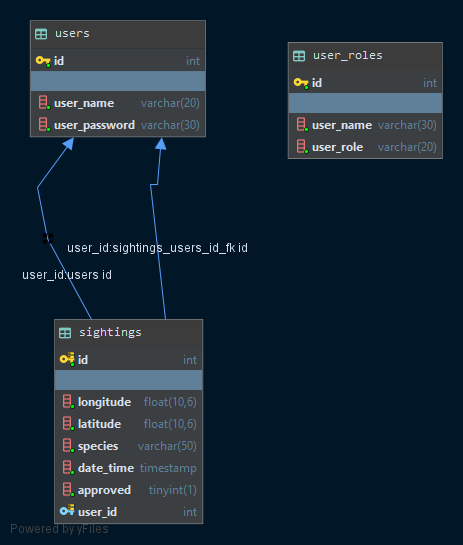 users
id int
user_name varchar(20)
user_password varchar(30)
user_roles
id int
user_name varchar(30)
user_role varchar(20)
user_id:sightings_users_id_fk id
user_id:users id
sightings
id int
longitude float(10,6)
latitude float(10,6)
species varchar(50)
date_time timestamp
approved tinyint(1)
user_id int
Powered by yFiles